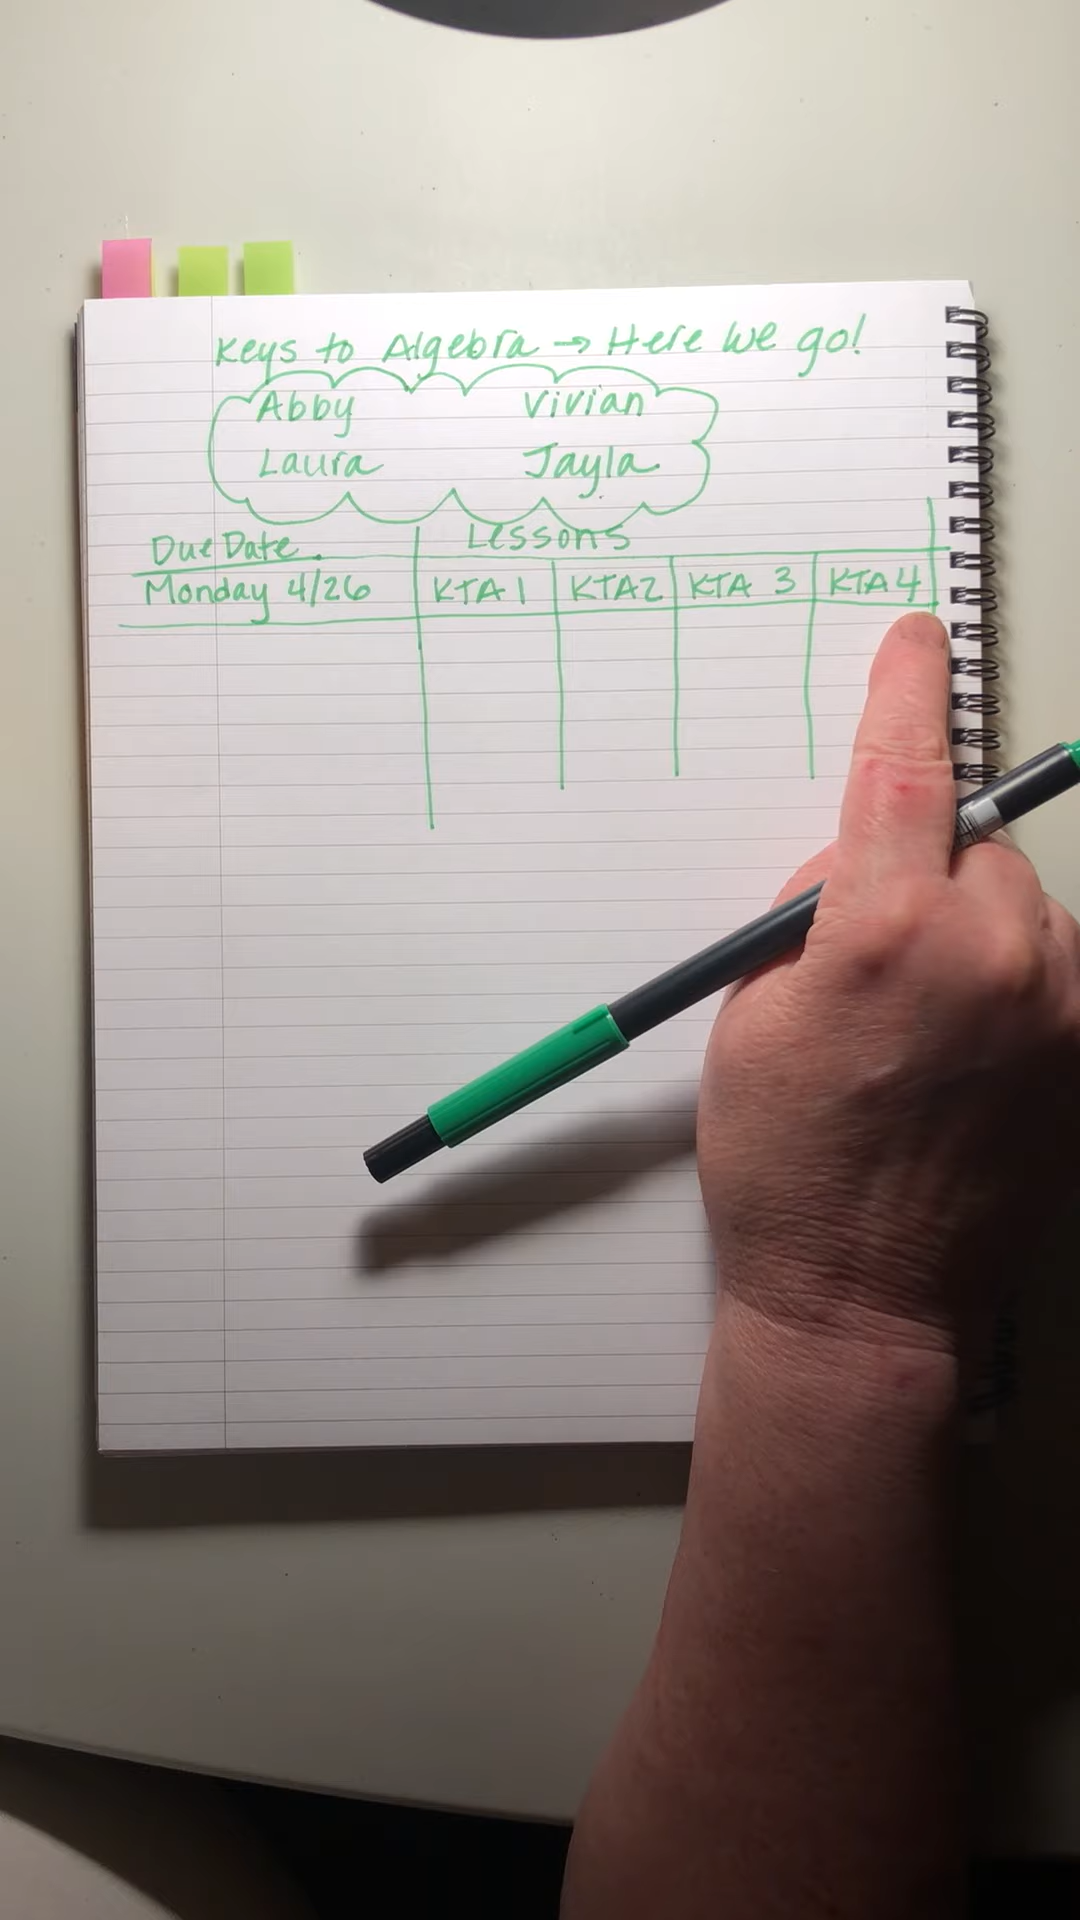 Keys to Algebra → Here we go!
Abby Vivian
Laura Jayla
Due Date Lessons
Monday 4/26 KTA 1 KTA 2 KTA 3 KTA 4